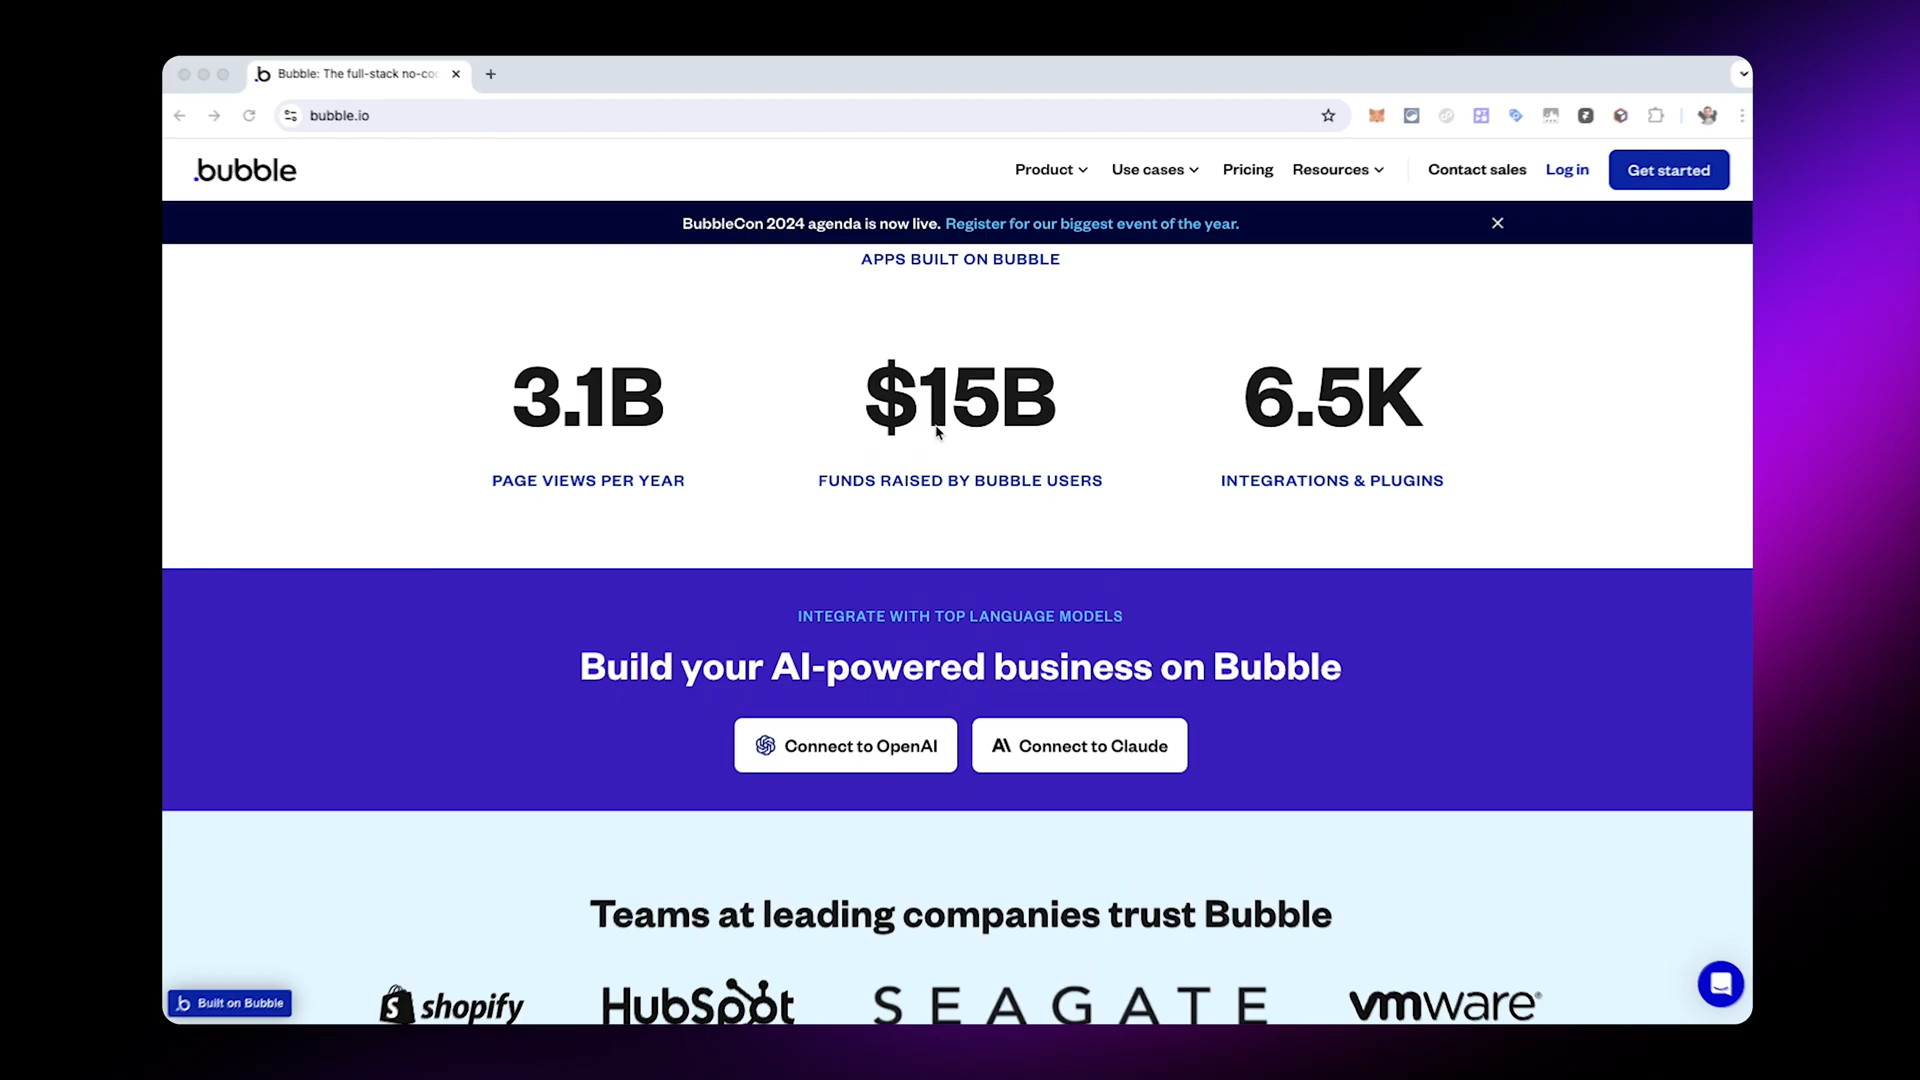 Bubble: The full-stack no-co
bubble.io
.bubble
Product
Use cases
Pricing
Resources
Contact sales
Log in
Get started
BubbleCon 2024 agenda is now live. Register for our biggest event of the year.
APPS BUILT ON BUBBLE
3.1B
$15B
6.5K
PAGE VIEWS PER YEAR
FUNDS RAISED BY BUBBLE USERS
INTEGRATIONS & PLUGINS
INTEGRATE WITH TOP LANGUAGE MODELS
Build your AI-powered business on Bubble
Connect to OpenAI
Connect to Claude
Teams at leading companies trust Bubble
shopify
HubSpot
SEAGATE
vmware®
Built on Bubble